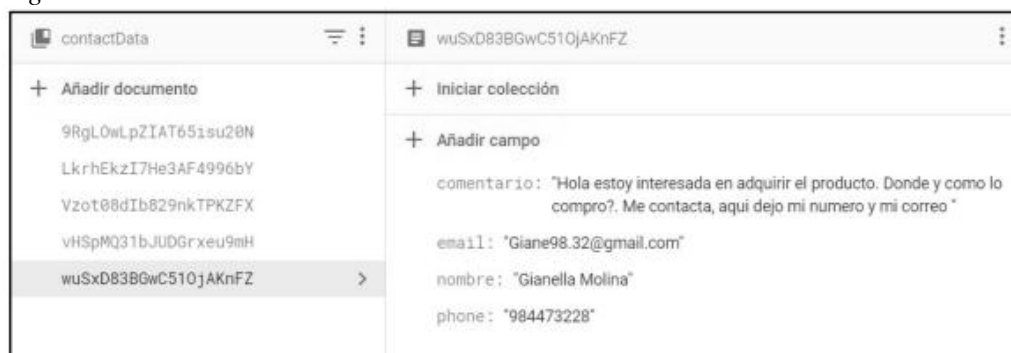 contactData
+ Añadir documento
9RgLOwLpZIAT65isu20N
LkrhEkzI7He3AF4996bY
Vzot08dIb829nkTPKZFX
vHSpMQ31bJUDGrxeu9mH
wuSxD83BGwC51OjAKnFZ
wuSxD83BGwC51OjAKnFZ
+ Iniciar colección
+ Añadir campo
comentario: "Hola estoy interesada en adquirir el producto. Donde y como lo
compro?. Me contacta, aqui dejo mi numero y mi correo "
email: "Giane98.32@gmail.com"
nombre: "Gianella Molina"
phone: "984473228"